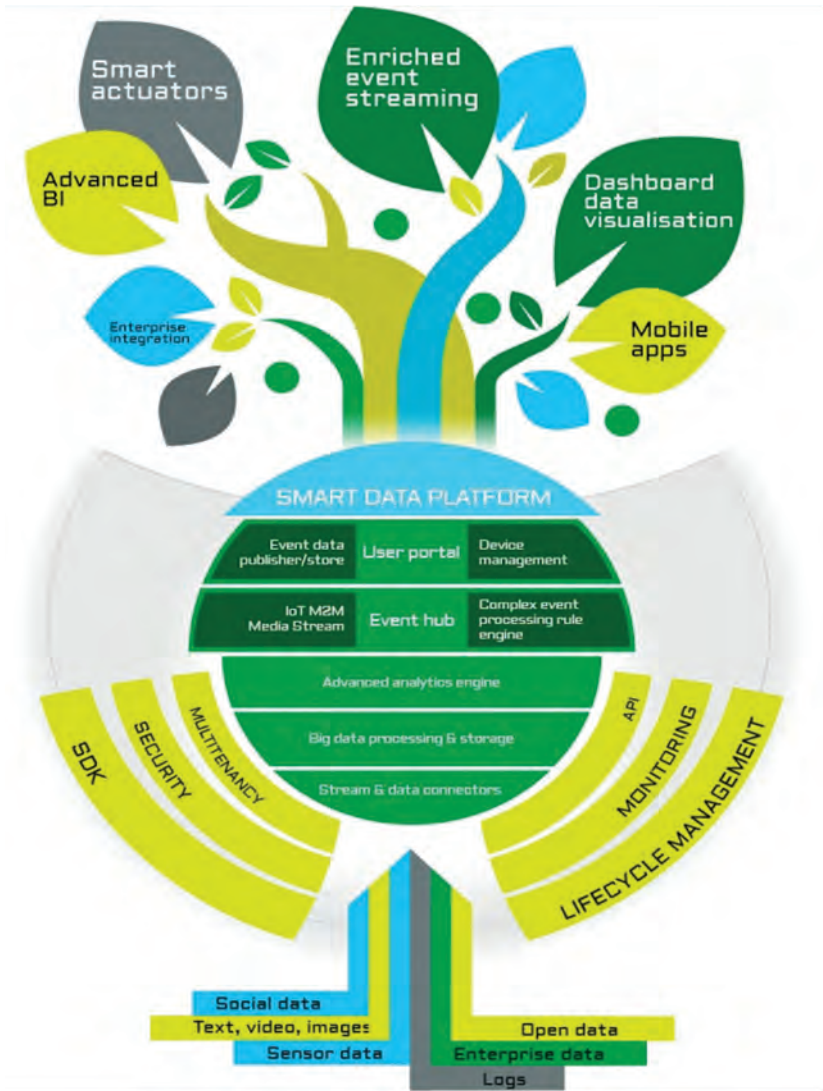 Smart
actuators
Enriched
event
streaming
Advanced
BI
Dashboard
data
visualisation
Enterprise
integration
Mobile
apps
SMART DATA PLATFORM
Event data
publisher/store
User portal
Device
management
IoT M2M
Media Stream
Event hub
Complex event
processing rule
engine
Advanced analytics engine
Big data processing & storage
Stream & data connectors
SDK
SECURITY
MULTITENANCY
API
MONITORING
LIFECYCLE MANAGEMENT
Social data
Text, video, images
Sensor data
Open data
Enterprise data
Logs